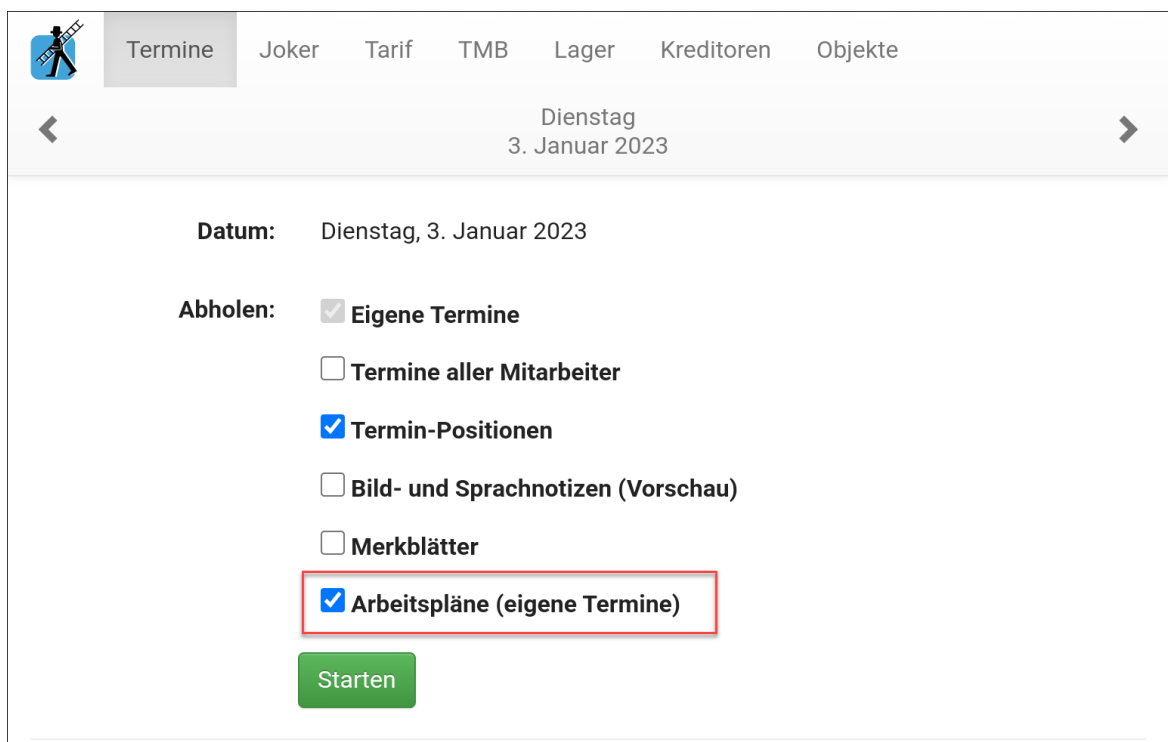 Termine Joker Tarif TMB Lager Kreditoren Objekte
Dienstag
3. Januar 2023
Datum: Dienstag, 3. Januar 2023
Abholen: Eigene Termine
Termine aller Mitarbeiter
Termin-Positionen
Bild- und Sprachnotizen (Vorschau)
Merkblätter
Arbeitspläne (eigene Termine)
Starten